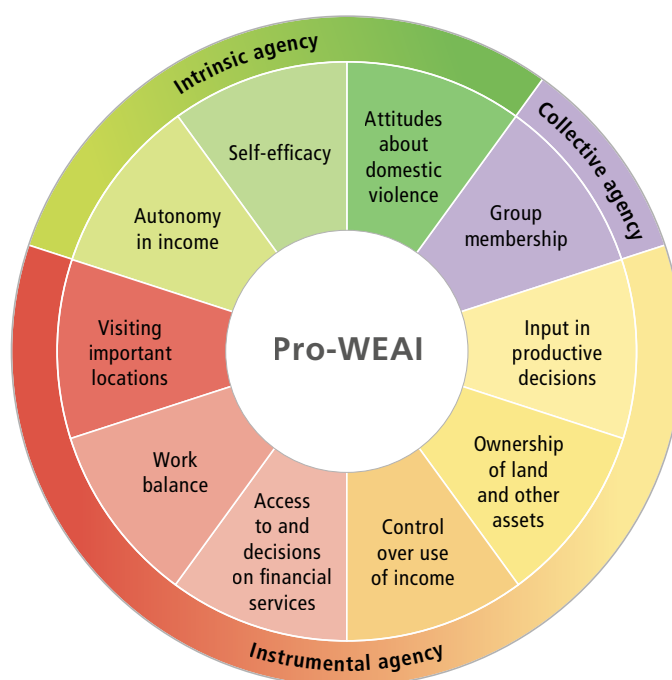 Intrinsic agency
Collective agency
Self-efficacy
Attitudes
about
domestic
violence
Autonomy
in income
Group
membership
Visiting
important
locations
Pro-WEAI
Input in
productive
decisions
Work
balance
Ownership
of land
and other
assets
Access
to and
decisions
on financial
services
Control
over use
of income
Instrumental agency